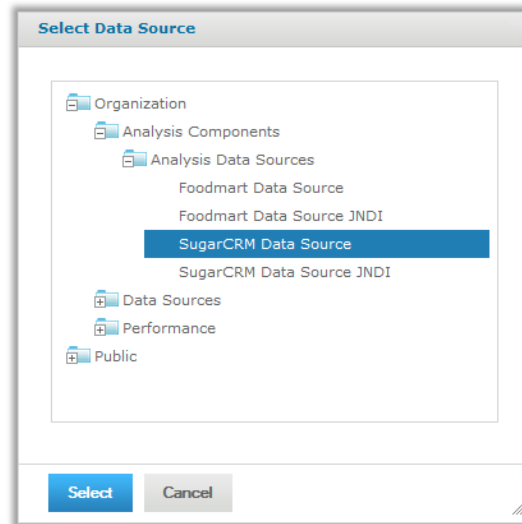 Select Data Source
Organization
Analysis Components
Analysis Data Sources
Foodmart Data Source
Foodmart Data Source JNDI
SugarCRM Data Source
SugarCRM Data Source JNDI
Data Sources
Performance
Public
Select Cancel